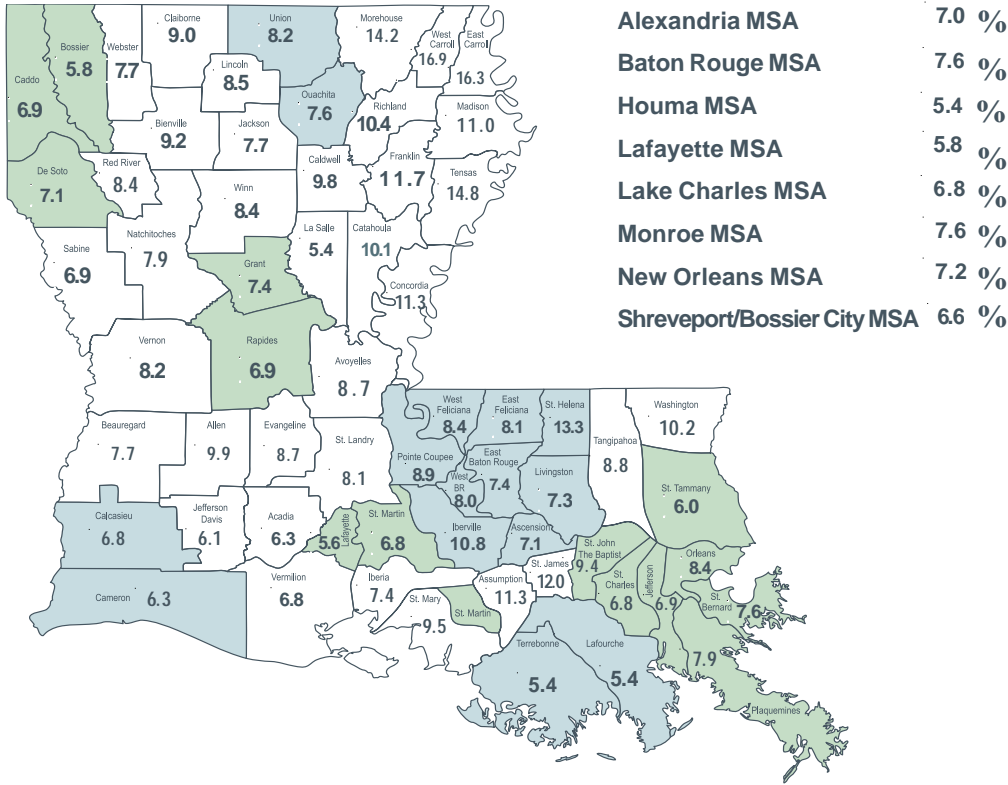 Claiborne
9.0
Union
8.2
Morehouse
14.2
West
Carroll
16.9
East
Carrol
16.3
Bossier
5.8
Webster
7.7
Lincoln
8.5
Caddo
6.9
Ouachita
7.6
Richland
10.4
Madison
11.0
Bienville
9.2
Jackson
7.7
De Soto
7.1
Red River
8.4
Caldwell
9.8
Franklin
11.7
Tensas
14.8
Winn
8.4
Natchitoches
7.9
La Salle
5.4
Catahoula
10.1
Sabine
6.9
Grant
7.4
Concordia
11.3
Vernon
8.2
Rapides
6.9
Avoyelles
8.7
West
Feliciana
8.4
East
Feliciana
8.1
St. Helena
13.3
Washington
10.2
Beauregard
7.7
Allen
9.9
Evangeline
8.7
St. Landry
8.1
Pointe Coupee
8.9
West
BR
8.0
East
Baton Rouge
7.4
Livingston
7.3
Tangipahoa
8.8
St. Tammany
6.0
Calcasieu
6.8
Jefferson
Davis
6.1
Acadia
6.3
5.6
Lafayette
St. Martin
6.8
Iberville
10.8
Ascension
7.1
St. John
The Baptist
9.4
Orleans
8.4
Cameron
6.3
Vermilion
6.8
Iberia
7.4
St. Mary
9.5
St. Martin
Assumption
11.3
St. James
12.0
St.
Charles
6.8
Jefferson
6.9
St.
Bernard
7.6
Terrebonne
5.4
Lafourche
5.4
7.9
Plaquemines
Alexandria MSA 7.0 %
Baton Rouge MSA 7.6 %
Houma MSA 5.4 %
Lafayette MSA 5.8 %
Lake Charles MSA 6.8 %
Monroe MSA 7.6 %
New Orleans MSA 7.2 %
Shreveport/Bossier City MSA 6.6 %